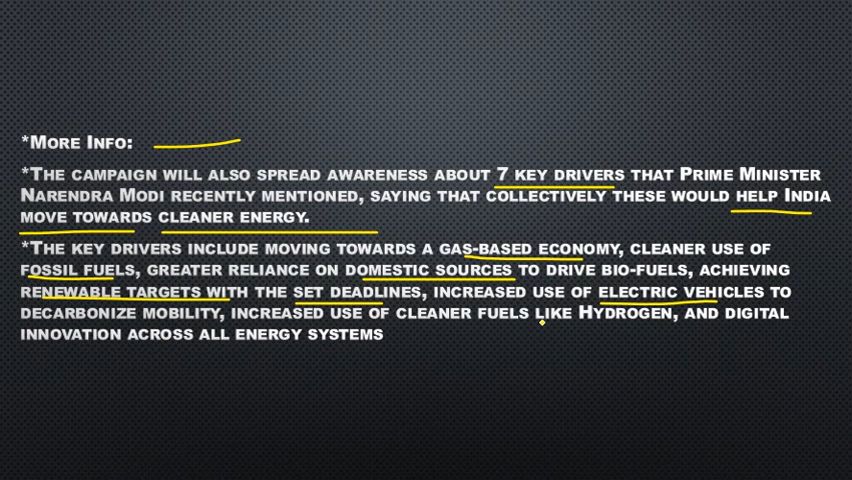 *More Info:
*The campaign will also spread awareness about 7 key drivers that Prime Minister
Narendra Modi recently mentioned, saying that collectively these would help India
move towards cleaner energy.
*The key drivers include moving towards a gas-based economy, cleaner use of
fossil fuels, greater reliance on domestic sources to drive bio-fuels, achieving
renewable targets with the set deadlines, increased use of electric vehicles to
decarbonize mobility, increased use of cleaner fuels like Hydrogen, and digital
innovation across all energy systems